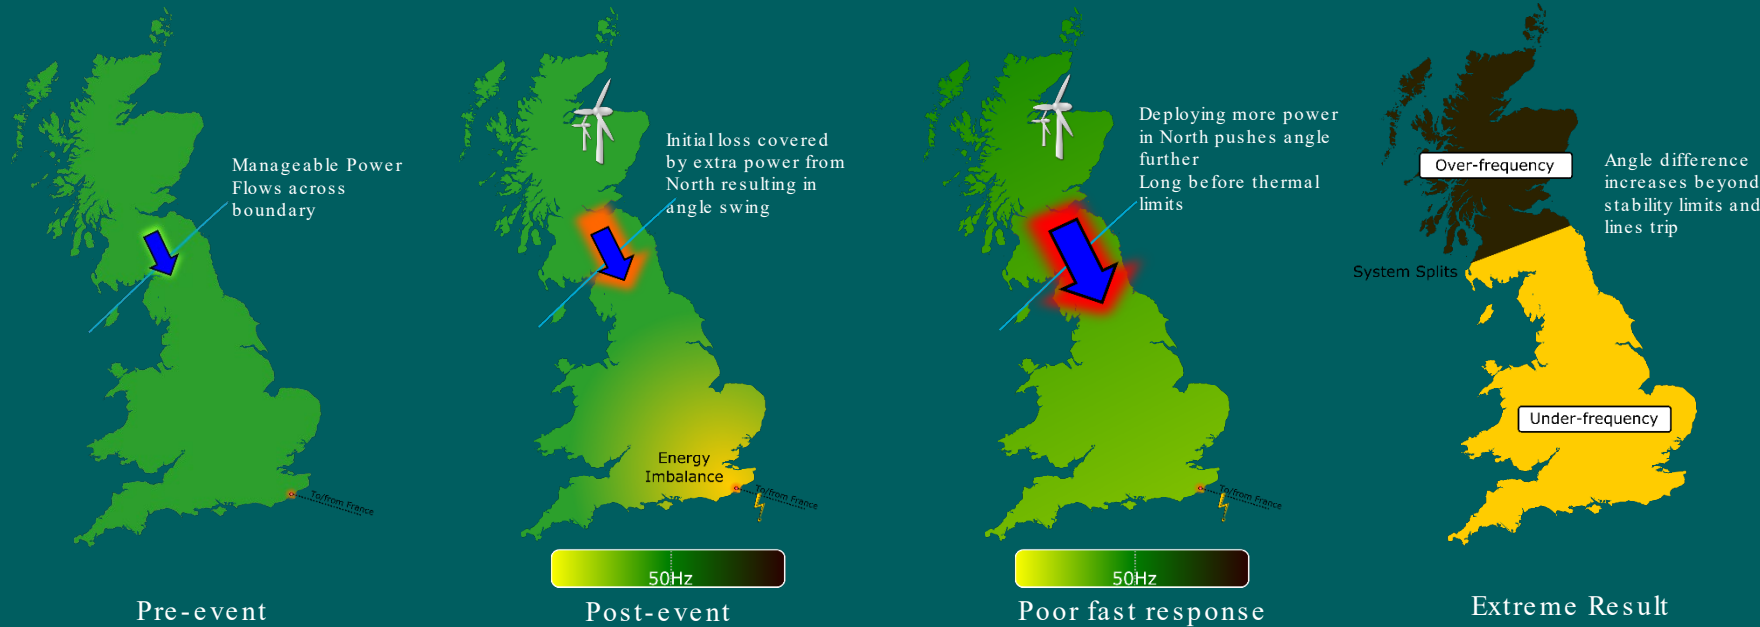 Manageable Power
Flows across
boundary
To/from France
Pre-event
Initial loss covered
by extra power from
North resulting in
angle swing
Energy
Imbalance
To/from France
50Hz
Post-event
Deploying more power
in North pushes angle
further
Long before thermal
limits
To/from France
50Hz
Poor fast response
Over-frequency
Angle difference
increases beyond
stability limits and
lines trip
System Splits
Under-frequency
Extreme Result